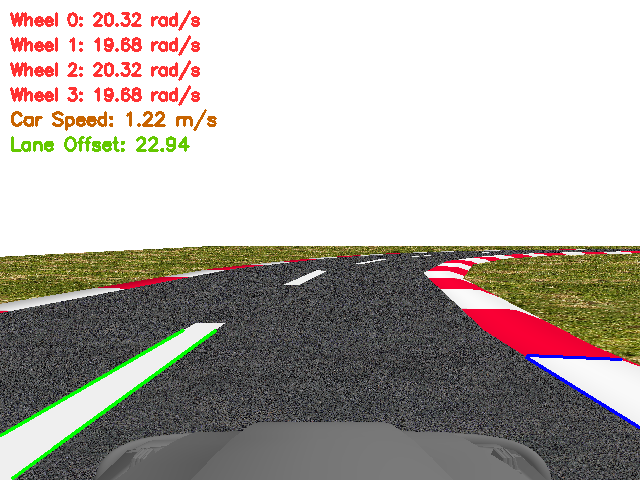 Wheel 0: 20.32 rad/s
Wheel 1: 19.68 rad/s
Wheel 2: 20.32 rad/s
Wheel 3: 19.68 rad/s
Car Speed: 1.22 m/s
Lane Offset: 22.94